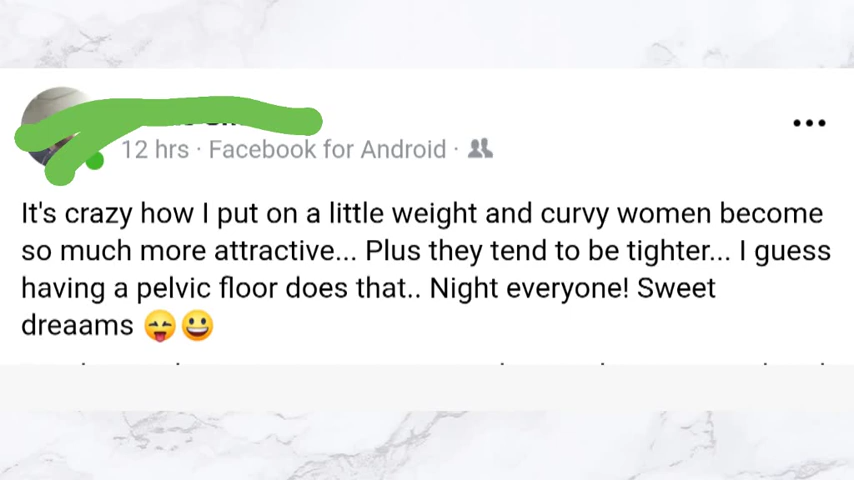 12 hrs · Facebook for Android ·
It's crazy how I put on a little weight and curvy women become
so much more attractive... Plus they tend to be tighter... I guess
having a pelvic floor does that.. Night everyone! Sweet
dreaams 😝😀